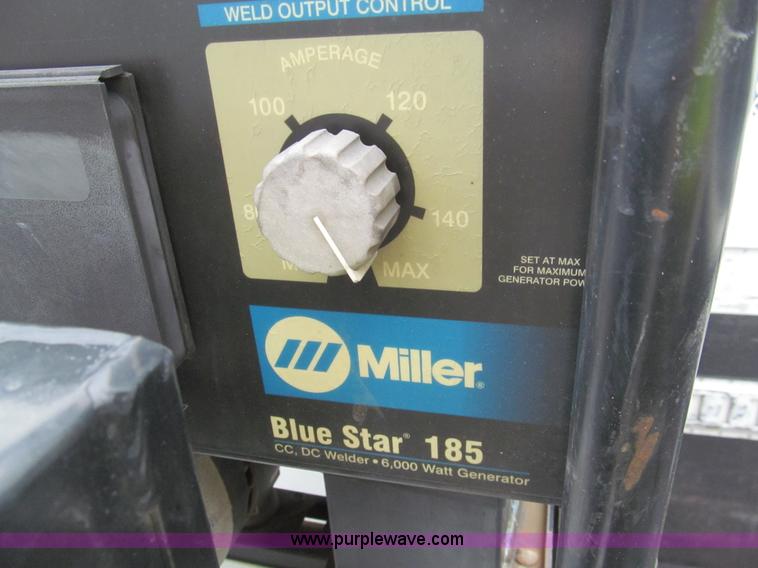 WELD OUTPUT CONTROL
AMPERAGE
100 120
140
MAX
SET AT MAX
FOR MAXIMUM
GENERATOR
Miller®
Blue Star® 185
CC, DC Welder • 6,000 Watt Generator
www.purplewave.com